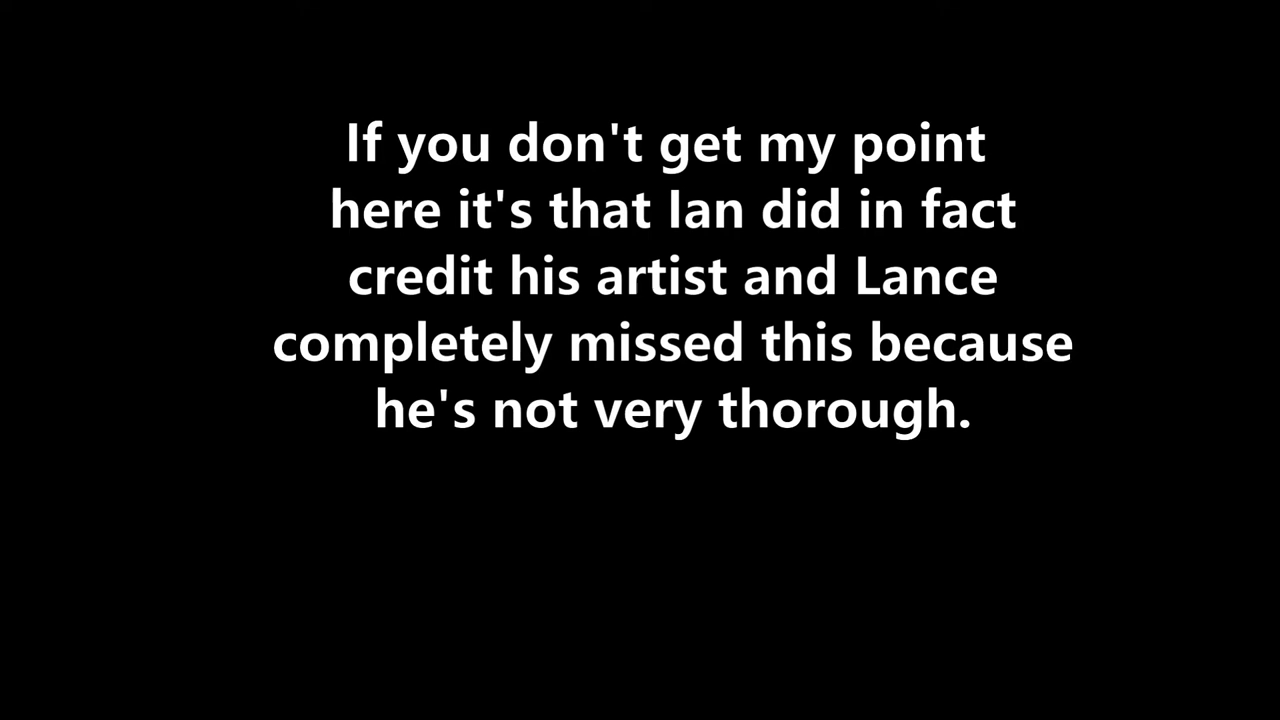 If you don't get my point
here it's that Ian did in fact
credit his artist and Lance
completely missed this because
he's not very thorough.